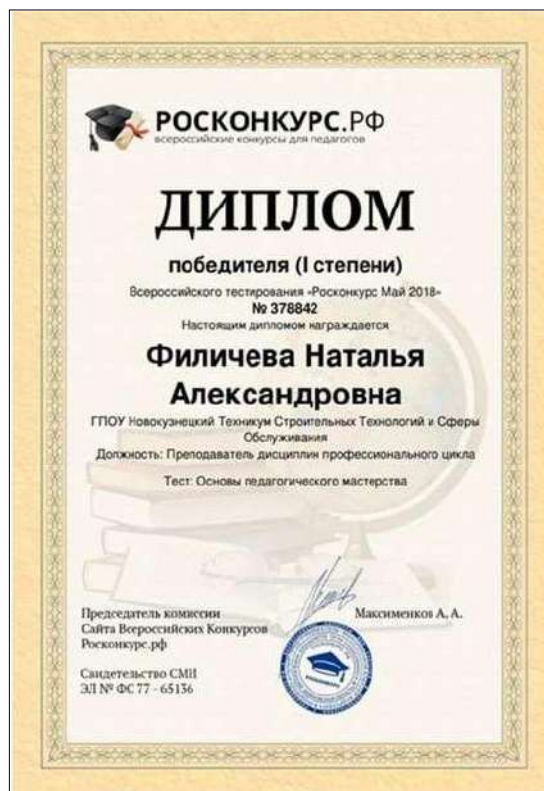 РОСКОНКУРС.РФ
всероссийские конкурсы для педагогов
ДИПЛОМ
победителя (I степени)
Всероссийского тестирования «Росконкурс Май 2018»
№ 378842
Настоящим дипломом награждается
Филичева Наталья
Александровна
ГПОУ Новокузнецкий Техникум Строительных Технологий и Сферы
Обслуживания
Должность: Преподаватель дисциплин профессионального цикла
Тест: Основы педагогического мастерства
Председатель комиссии
Сайта Всероссийских Конкурсов
Росконкурс.рф
Максименков А. А.
Свидетельство СМИ
ЭЛ № ФС 77 - 65136